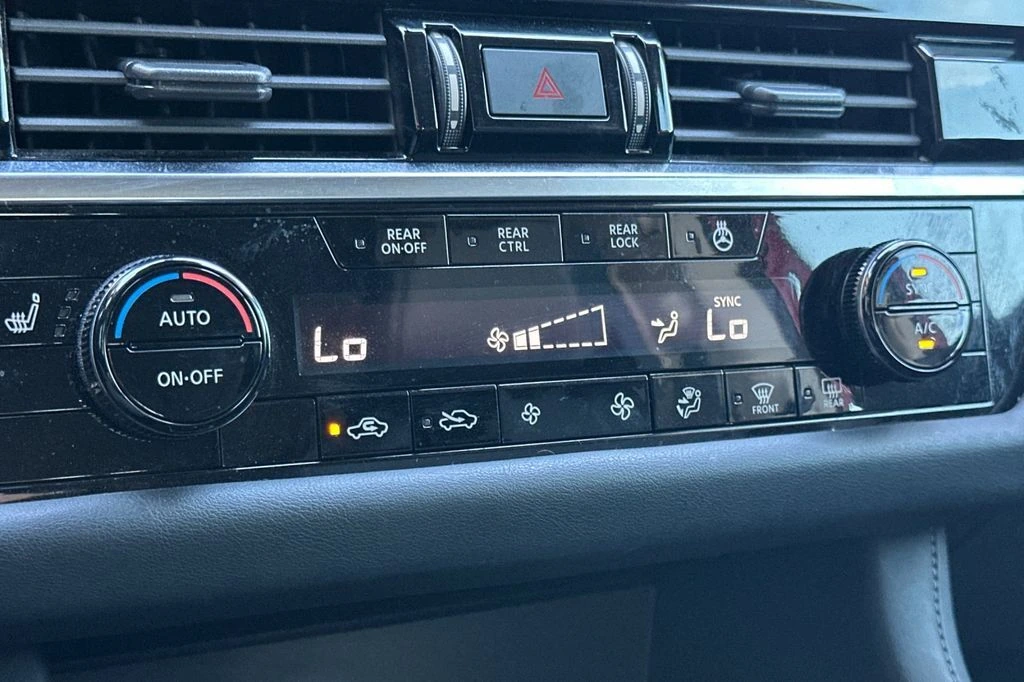 REAR
ON·OFF
REAR
CTRL
REAR
LOCK
AUTO
ON·OFF
Lo
SYNC
Lo
SYNC
A/C
FRONT
REAR